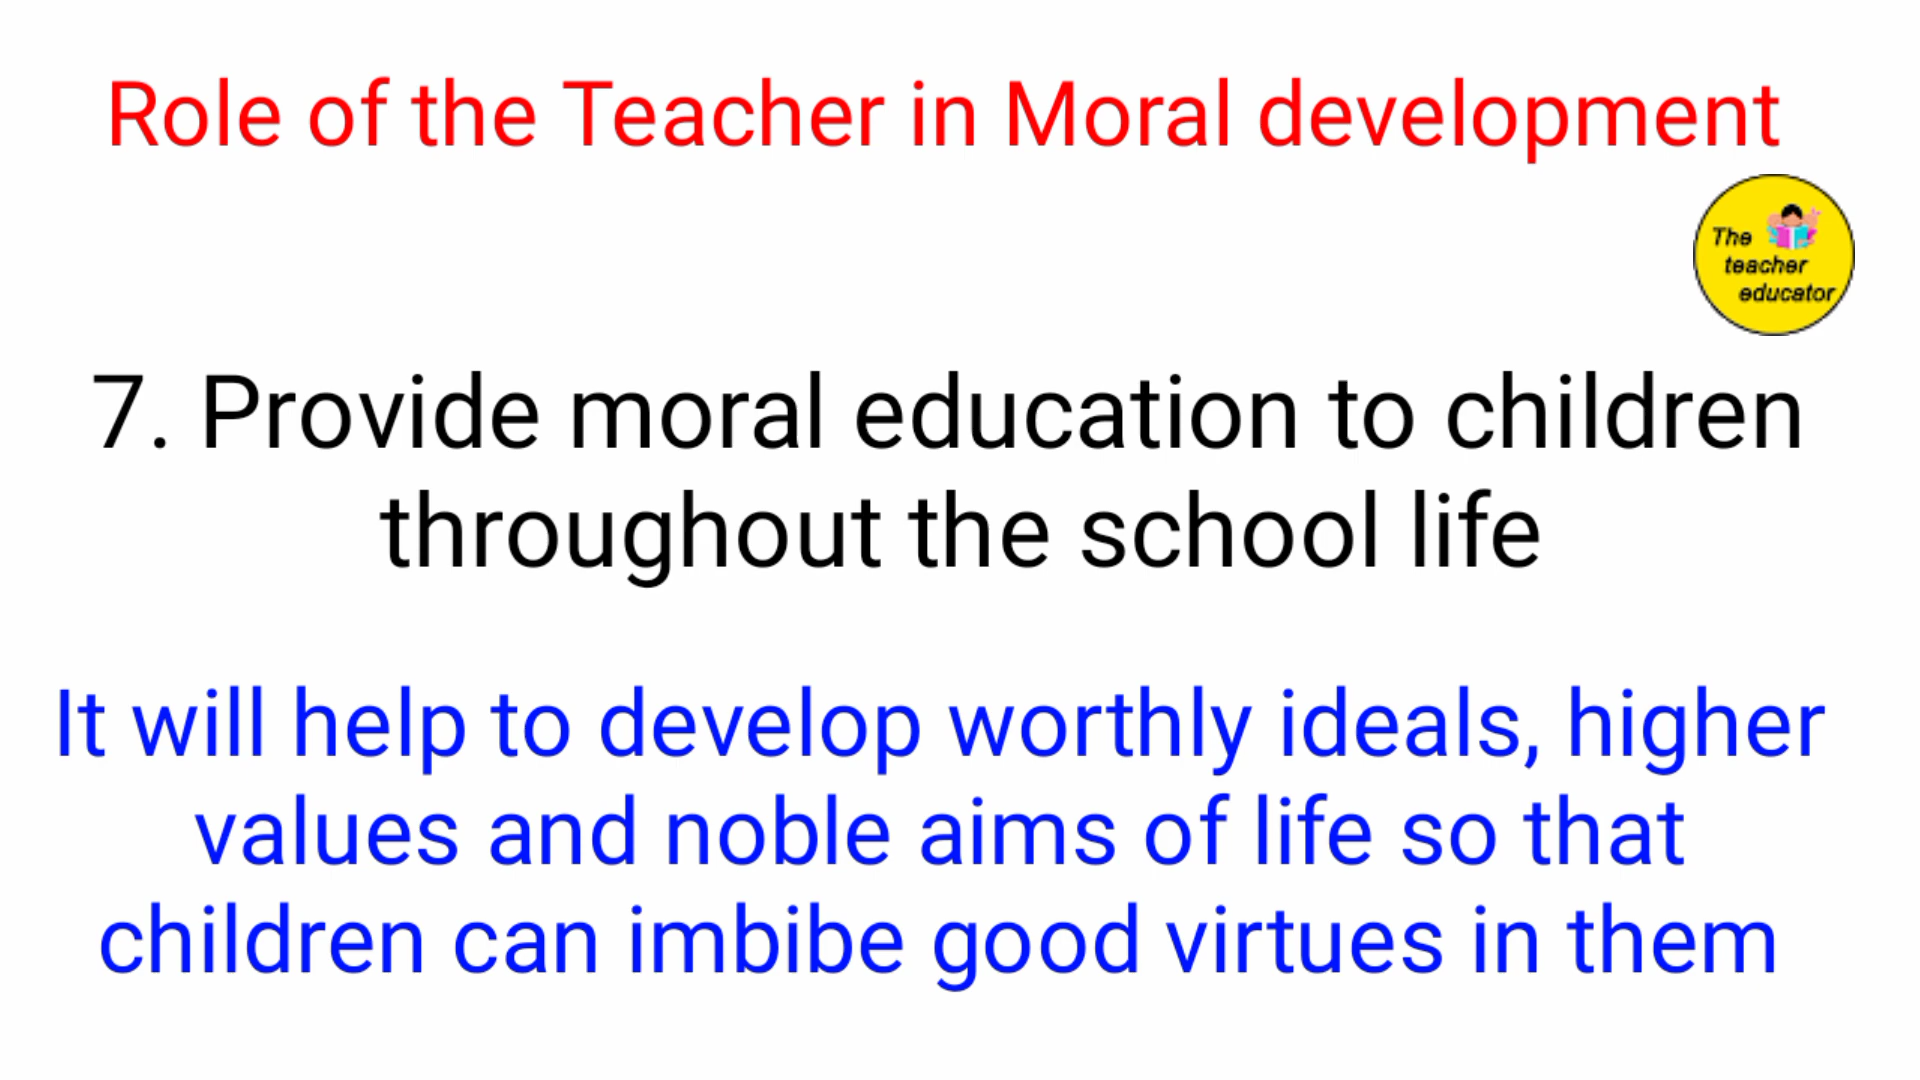 Role of the Teacher in Moral development
The
teacher
educator
7. Provide moral education to children
throughout the school life
It will help to develop worthly ideals, higher
values and noble aims of life so that
children can imbibe good virtues in them